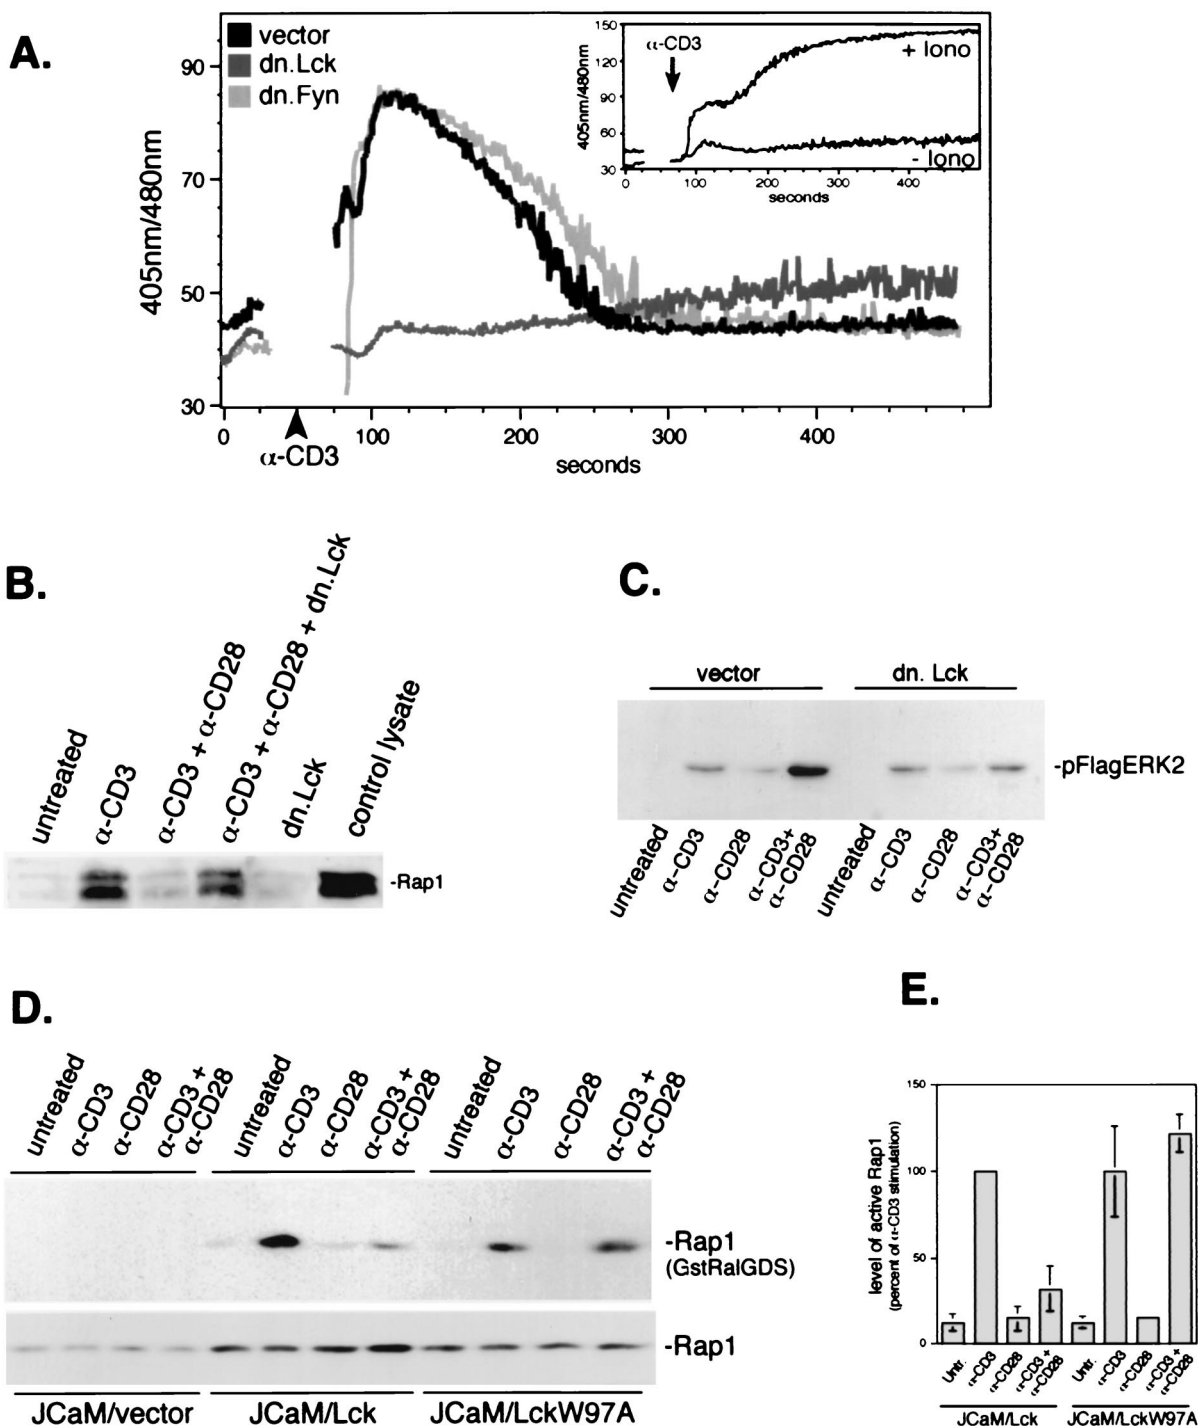 A.
vector
dn.Lck
dn.Fyn
405nm/480nm
90
70
50
30
0
100
200
300
400
α-CD3
seconds
150
120
90
60
30
405nm/480nm
α-CD3
+ Iono
- Iono
0
100
200
300
400
seconds
B.
untreated
α-CD3
α-CD3 + α-CD28
α-CD3 + α-CD28 + dn.Lck
dn.Lck
control lysate
-Rap1
C.
vector
dn. Lck
-pFlagERK2
untreated
α-CD3
α-CD28
α-CD3+
α-CD28
untreated
α-CD3
α-CD28
α-CD3+
α-CD28
D.
untreated
α-CD3
α-CD28
α-CD3 +
α-CD28
untreated
α-CD3
α-CD28
α-CD3 +
α-CD28
untreated
α-CD3
α-CD28
α-CD3 +
α-CD28
-Rap1
(GstRalGDS)
-Rap1
JCaM/vector
JCaM/Lck
JCaM/LckW97A
E.
level of active Rap1
(percent of α-CD3 stimulation)
150
100
50
0
Untr.
α-CD3
α-CD28
α-CD3 +
α-CD28
Untr.
α-CD3
α-CD28
α-CD3 +
α-CD28
JCaM/Lck
JCaM/LckW97A